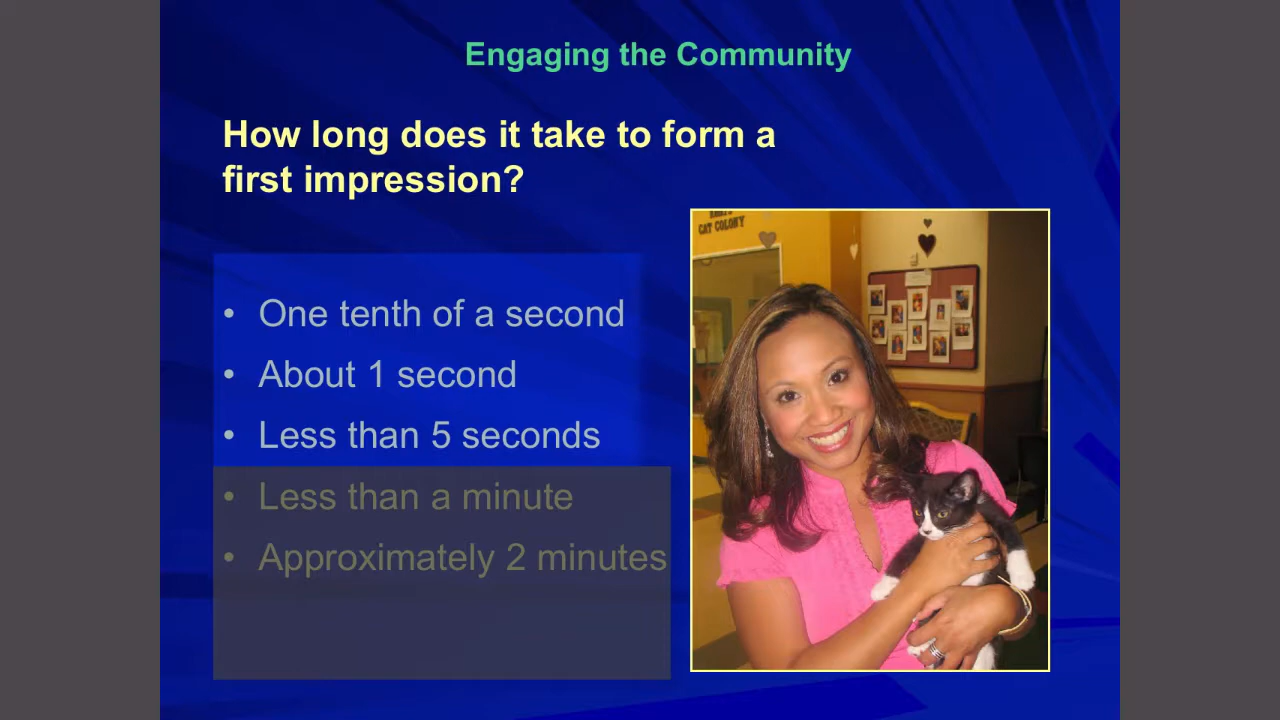 Engaging the Community
How long does it take to form a
first impression?
• One tenth of a second
• About 1 second
• Less than 5 seconds
• Less than a minute
• Approximately 2 minutes
CAT COLONY